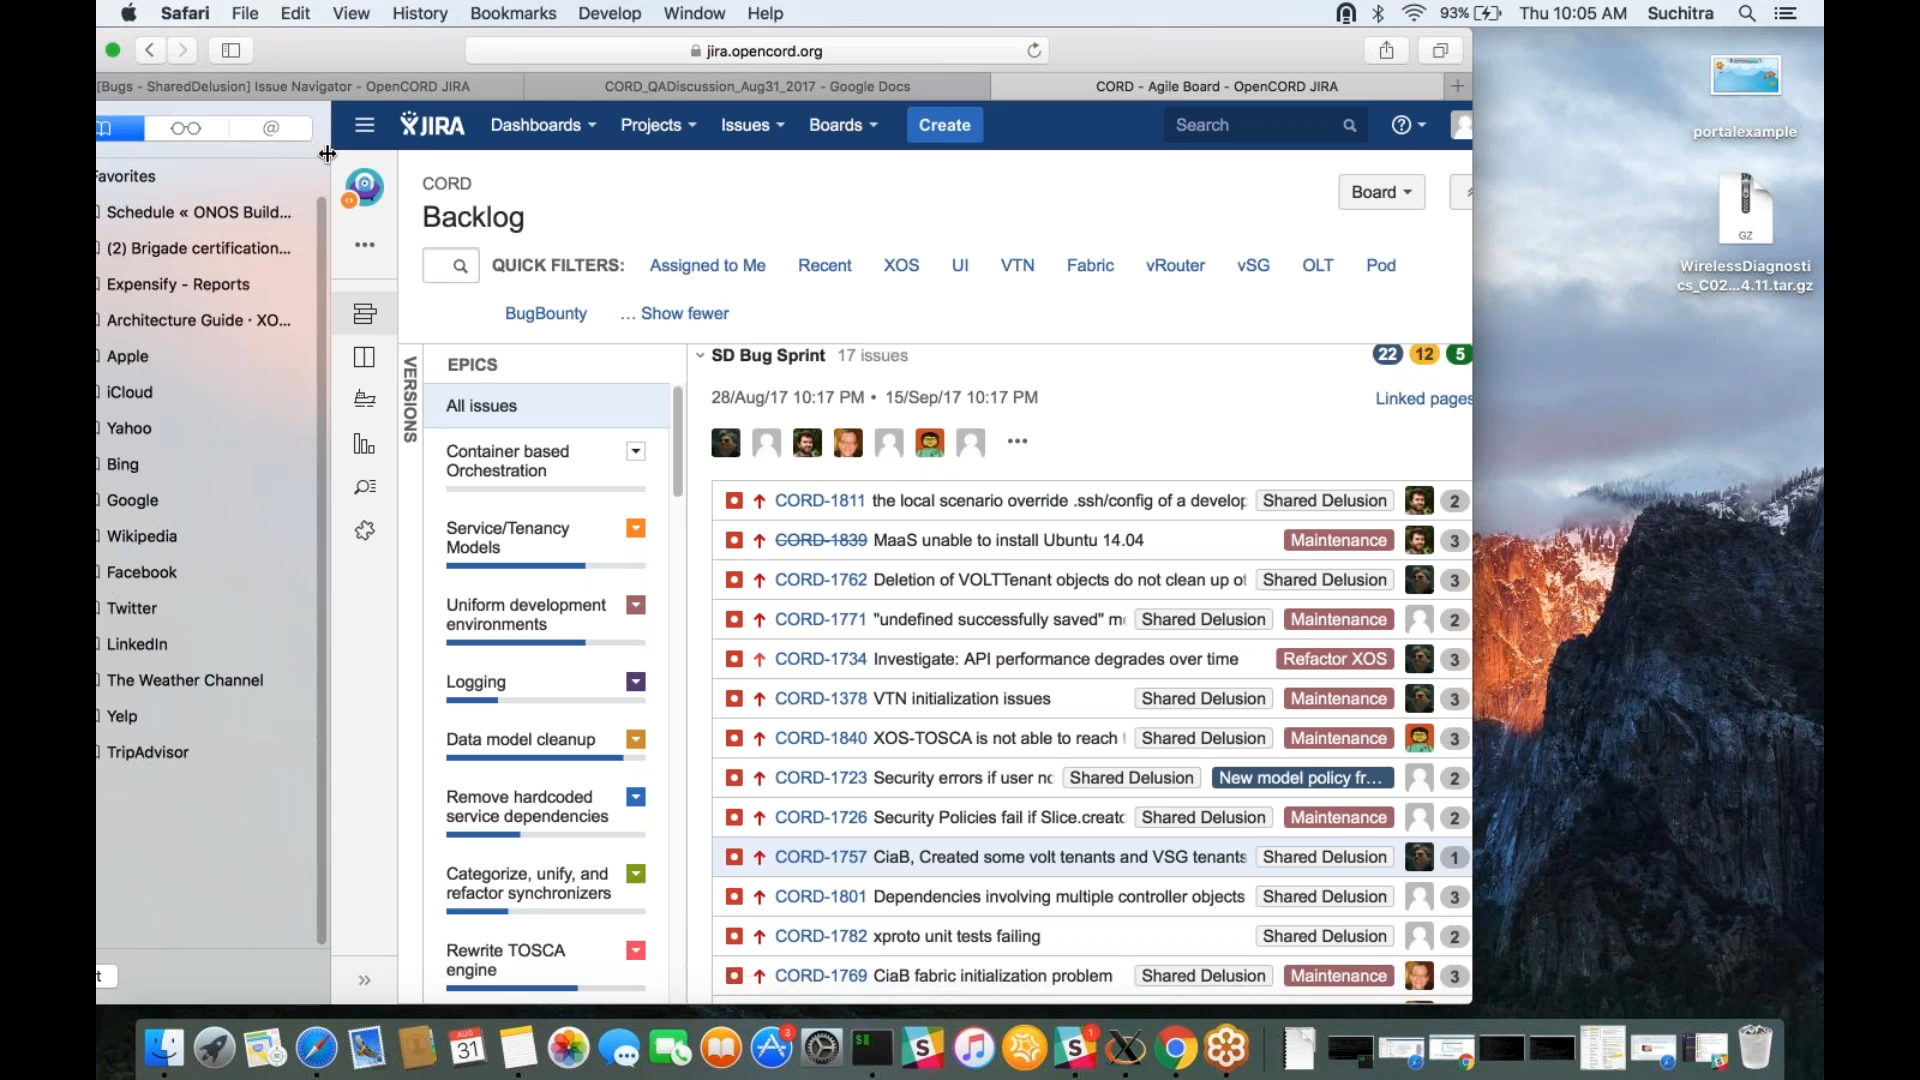 Safari File Edit View History Bookmarks Develop Window Help 93% Thu 10:05 AM Suchitra
jira.opencord.org
[Bugs - SharedDelusion] Issue Navigator - OpenCORD JIRA CORD_QADiscussion_Aug31_2017 - Google Docs CORD - Agile Board - OpenCORD JIRA
JIRA Dashboards Projects Issues Boards Create Search
Favorites
Schedule « ONOS Build...
(2) Brigade certification...
Expensify - Reports
Architecture Guide · XO...
Apple
iCloud
Yahoo
Bing
Google
Wikipedia
Facebook
Twitter
LinkedIn
The Weather Channel
Yelp
TripAdvisor
CORD
Backlog
Board
QUICK FILTERS: Assigned to Me Recent XOS UI VTN Fabric vRouter vSG OLT Pod
BugBounty ... Show fewer
VERSIONS
EPICS
All issues
Container based
Orchestration
Service/Tenancy
Models
Uniform development
environments
Logging
Data model cleanup
Remove hardcoded
service dependencies
Categorize, unify, and
refactor synchronizers
Rewrite TOSCA
engine
SD Bug Sprint 17 issues 22 12 5
28/Aug/17 10:17 PM • 15/Sep/17 10:17 PM Linked pages
CORD-1811 the local scenario override .ssh/config of a develop Shared Delusion 2
CORD-1839 MaaS unable to install Ubuntu 14.04 Maintenance 3
CORD-1762 Deletion of VOLTTenant objects do not clean up ot Shared Delusion 3
CORD-1771 "undefined successfully saved" me Shared Delusion Maintenance 2
CORD-1734 Investigate: API performance degrades over time Refactor XOS 3
CORD-1378 VTN initialization issues Shared Delusion Maintenance 3
CORD-1840 XOS-TOSCA is not able to reach t Shared Delusion Maintenance 3
CORD-1723 Security errors if user no Shared Delusion New model policy fr... 2
CORD-1726 Security Policies fail if Slice.creato Shared Delusion Maintenance 2
CORD-1757 CiaB, Created some volt tenants and VSG tenants Shared Delusion 1
CORD-1801 Dependencies involving multiple controller objects Shared Delusion 3
CORD-1782 xproto unit tests failing Shared Delusion 2
CORD-1769 CiaB fabric initialization problem Shared Delusion Maintenance 3
portalexample
GZ
WirelessDiagnosti
cs_C02...4.11.tar.gz
AUG
31
3
1